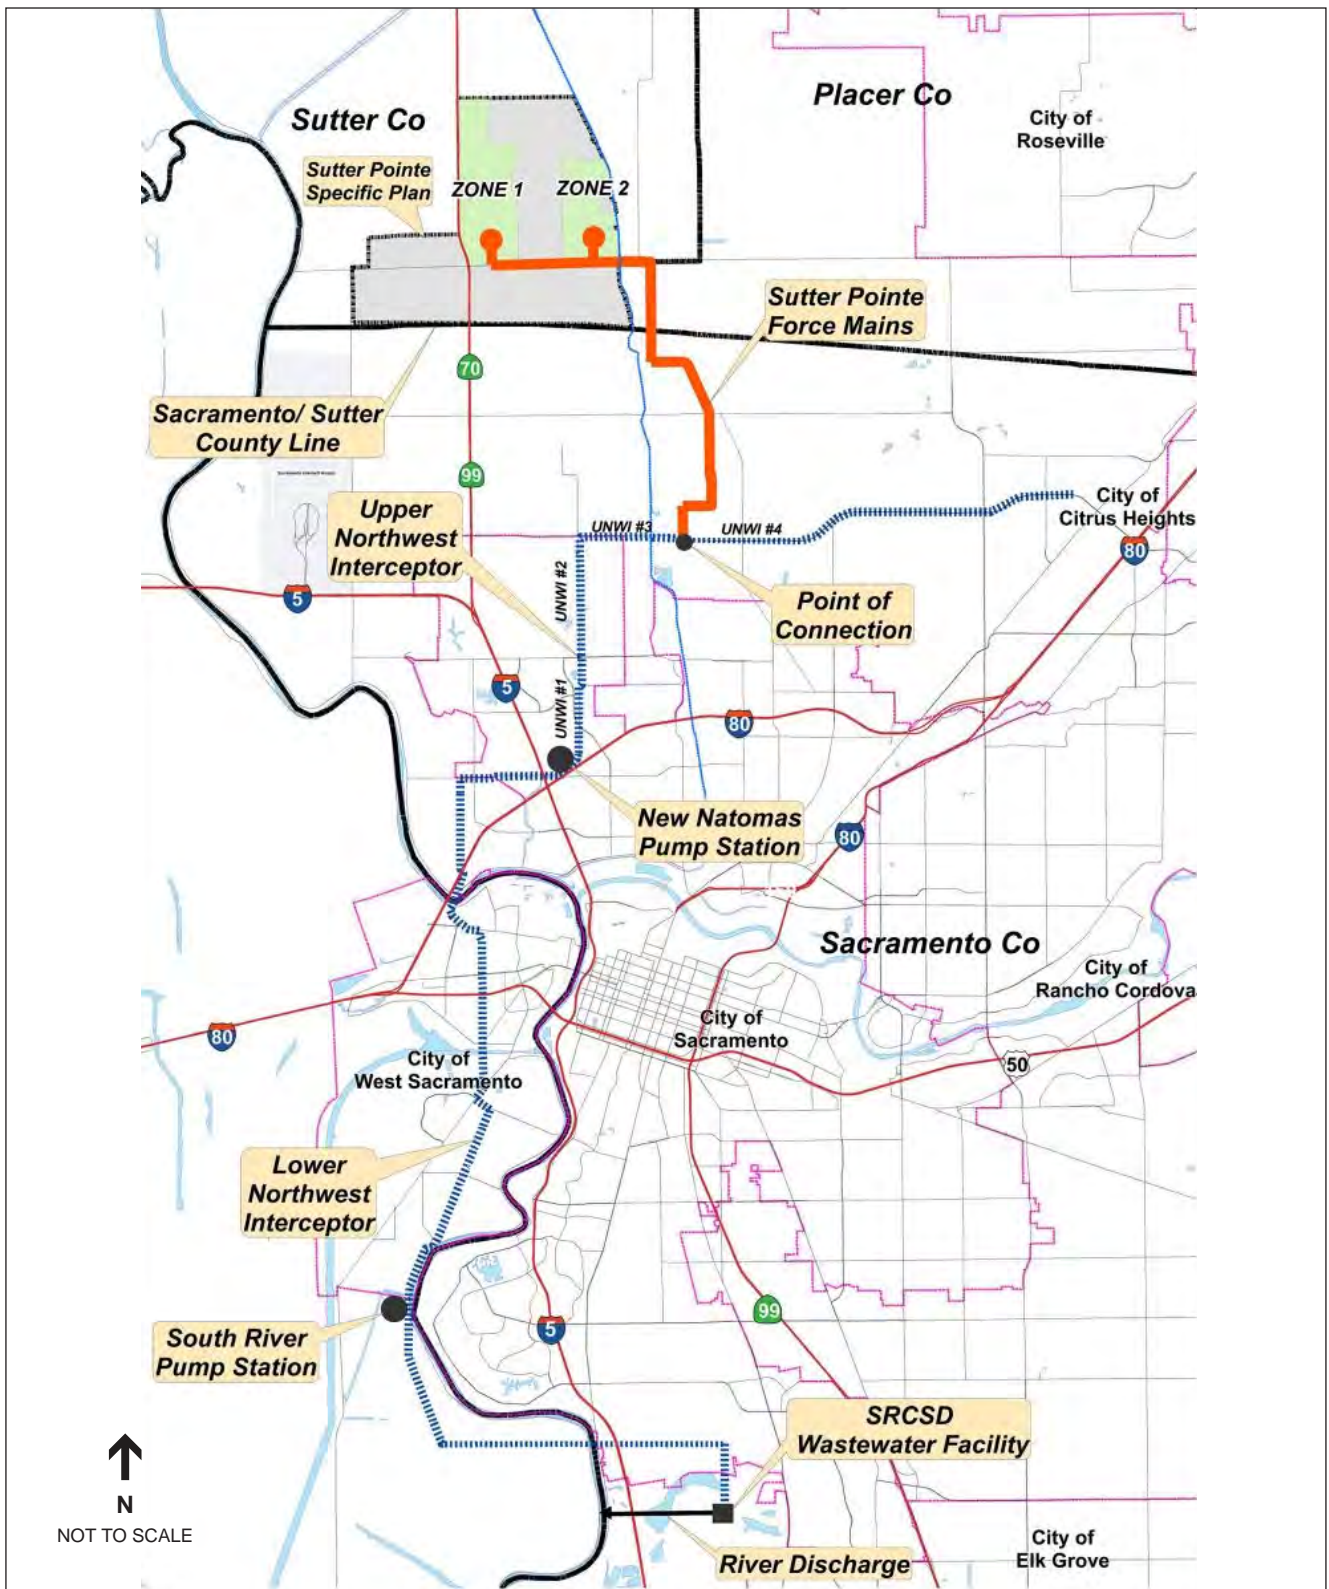 Placer Co
City of
Roseville
Sutter Co
Sutter Pointe
Specific Plan
ZONE 1
ZONE 2
Sutter Pointe
Force Mains
70
Sacramento/ Sutter
County Line
99
Upper
Northwest
Interceptor
UNWI #3
UNWI #4
City of
Citrus Heights
80
UNWI #2
5
Point of
Connection
5
UNWI #1
80
New Natomas
Pump Station
80
Sacramento Co
City of
Rancho Cordova
City of
Sacramento
80
City of
West Sacramento
50
Lower
Northwest
Interceptor
99
5
South River
Pump Station
SRCSD
Wastewater Facility
N
NOT TO SCALE
River Discharge
City of
Elk Grove